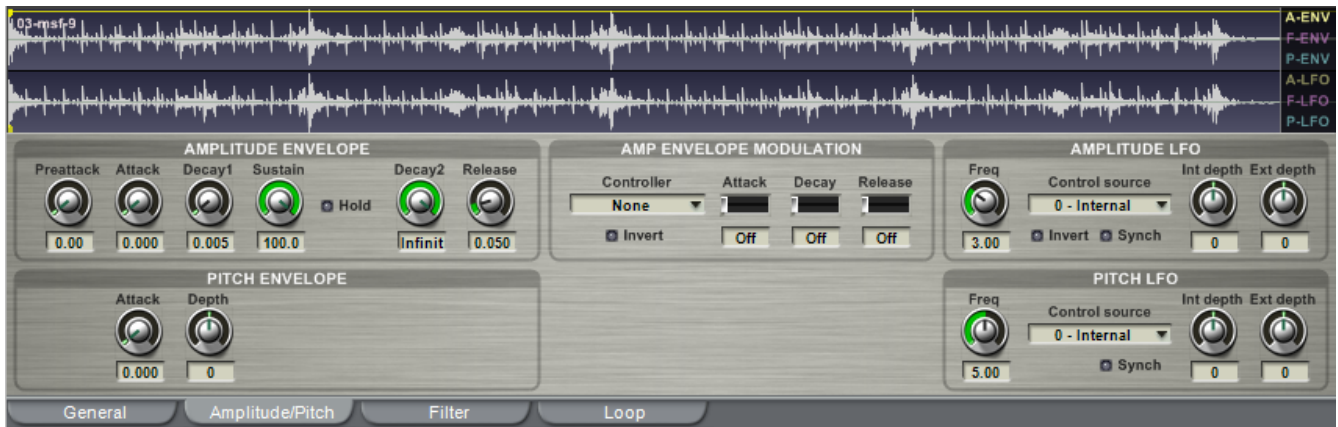 03-msf-9
A-ENV
F-ENV
P-ENV
A-LFO
F-LFO
P-LFO
AMPLITUDE ENVELOPE
Preattack Attack Decay1 Sustain Decay2 Release
Hold
0.00 0.000 0.005 100.0 Infinit 0.050
AMP ENVELOPE MODULATION
Controller Attack Decay Release
None
Invert Off Off Off
AMPLITUDE LFO
Freq Control source Int depth Ext depth
0 - Internal
Invert Synch
3.00 0 0
PITCH ENVELOPE
Attack Depth
0.000 0
PITCH LFO
Freq Control source Int depth Ext depth
0 - Internal
Synch
5.00 0 0
General Amplitude/Pitch Filter Loop